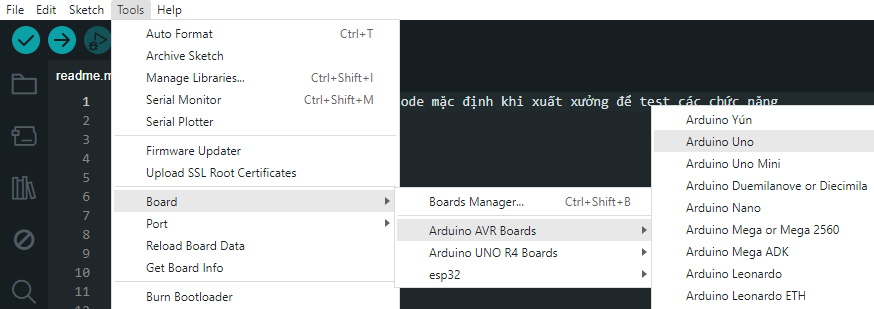 File Edit Sketch Tools Help
readme.m
1 ode mặc định khi xuất xưởng để test các chức năng
2
3
4
5
6
7
8
9
10
11
Auto Format Ctrl+T
Archive Sketch
Manage Libraries... Ctrl+Shift+I
Serial Monitor Ctrl+Shift+M
Serial Plotter
Firmware Updater
Upload SSL Root Certificates
Board
Port
Reload Board Data
Get Board Info
Burn Bootloader
Boards Manager... Ctrl+Shift+B
Arduino AVR Boards
Arduino UNO R4 Boards
esp32
Arduino Yún
Arduino Uno
Arduino Uno Mini
Arduino Duemilanove or Diecimila
Arduino Nano
Arduino Mega or Mega 2560
Arduino Mega ADK
Arduino Leonardo
Arduino Leonardo ETH